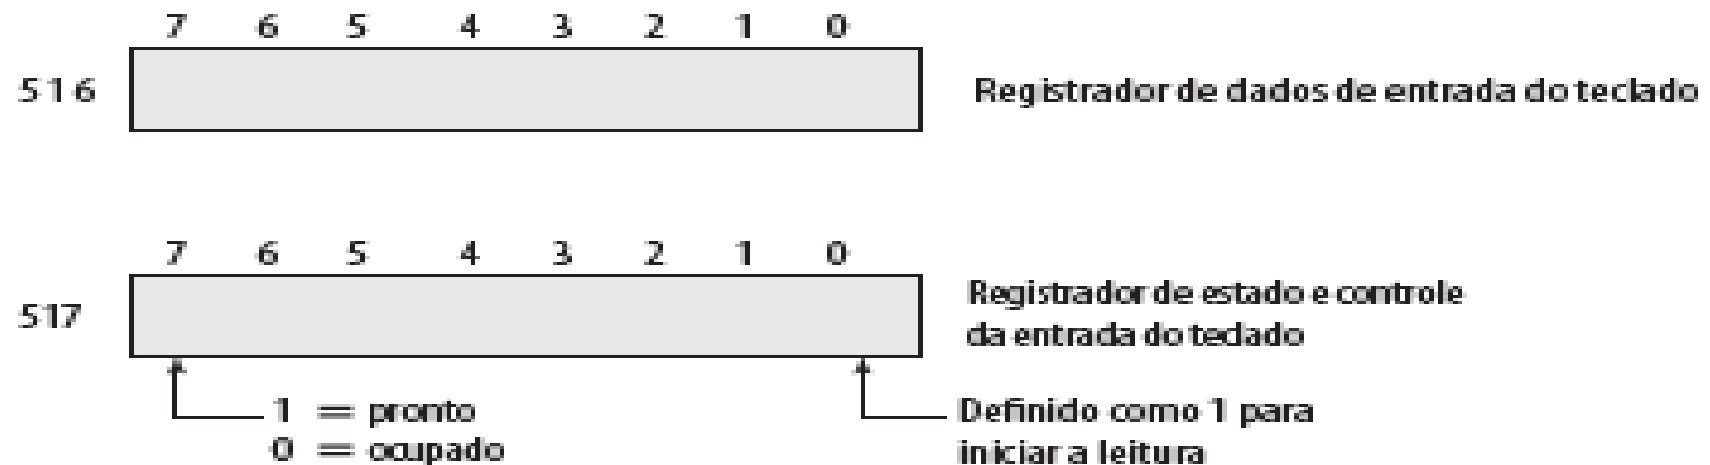 7 6 5 4 3 2 1 0
516 Registrador de dados de entrada do teclado
7 6 5 4 3 2 1 0
517 Registrador de estado e controle
da entrada do teclado
1 = pronto
0 = ocupado
Definido como 1 para
iniciar a leitura